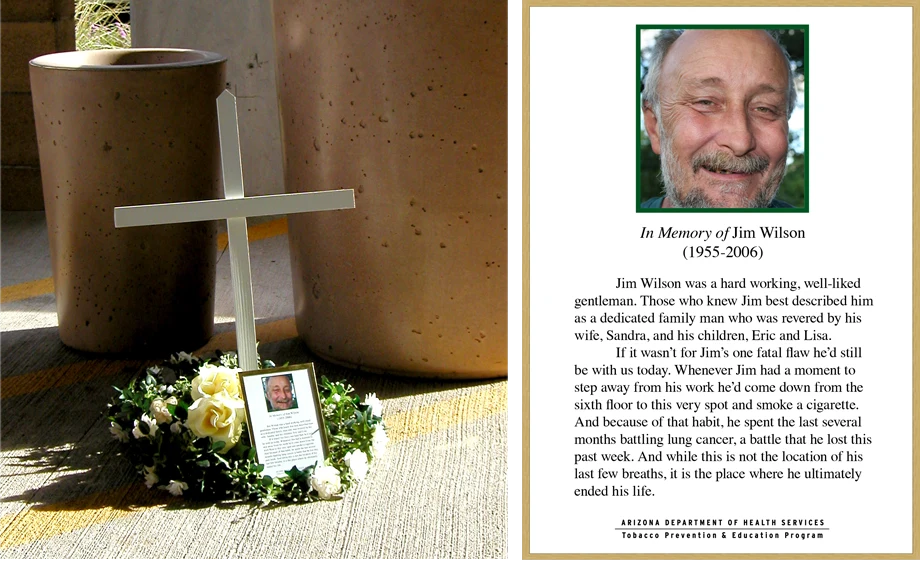 In Memory of Jim Wilson
(1955-2006)
Jim Wilson was a hard working, well-liked
gentleman. Those who knew Jim best described him
as a dedicated family man who was revered by his
wife, Sandra, and his children, Eric and Lisa.
If it wasn't for Jim's one fatal flaw he'd still
be with us today. Whenever Jim had a moment to
step away from his work he'd come down from the
sixth floor to this very spot and smoke a cigarette.
And because of that habit, he spent the last several
months battling lung cancer, a battle that he lost this
past week. And while this is not the location of his
last few breaths, it is the place where he ultimately
ended his life.
ARIZONA DEPARTMENT OF HEALTH SERVICES
Tobacco Prevention & Education Program